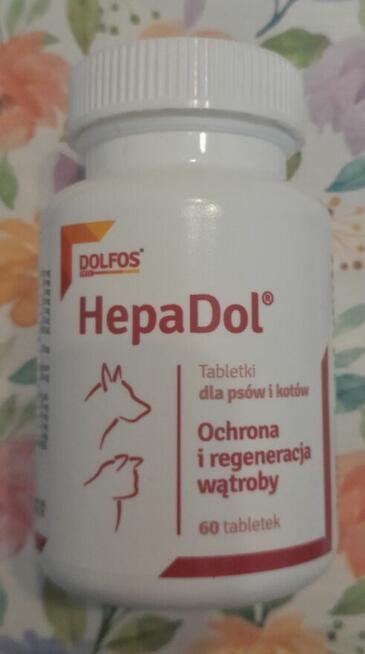 DOLFOS
HepaDol®
Tabletki
dla psów i kotów
Ochrona
i regeneracja
wątroby
60 tabletek